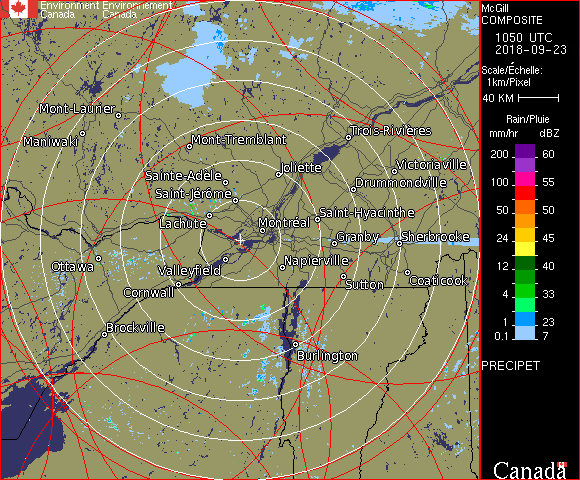 Environment Environnement
Canada Canada
McGill
COMPOSITE
1050 UTC
2018-09-23
Scale/Échelle:
1km/Pixel
40 KM
Rain/Pluie
mm/hr dBZ
200 60
150 55
100 55
50 50
24 45
12 40
4 33
1 23
0.1 7
PRECIPET
Canada
Mont-Laurier
Maniwaki
Mont-Tremblant
Trois-Rivières
Joliette
Victoriaville
Sainte-Adèle
Drummondville
Saint-Jérôme
Saint-Hyacinthe
Lachute
Montréal
Granby
Sherbrooke
Ottawa
Valleyfield
Napierville
Cornwall
Sutton
Coaticook
Brockville
Burlington